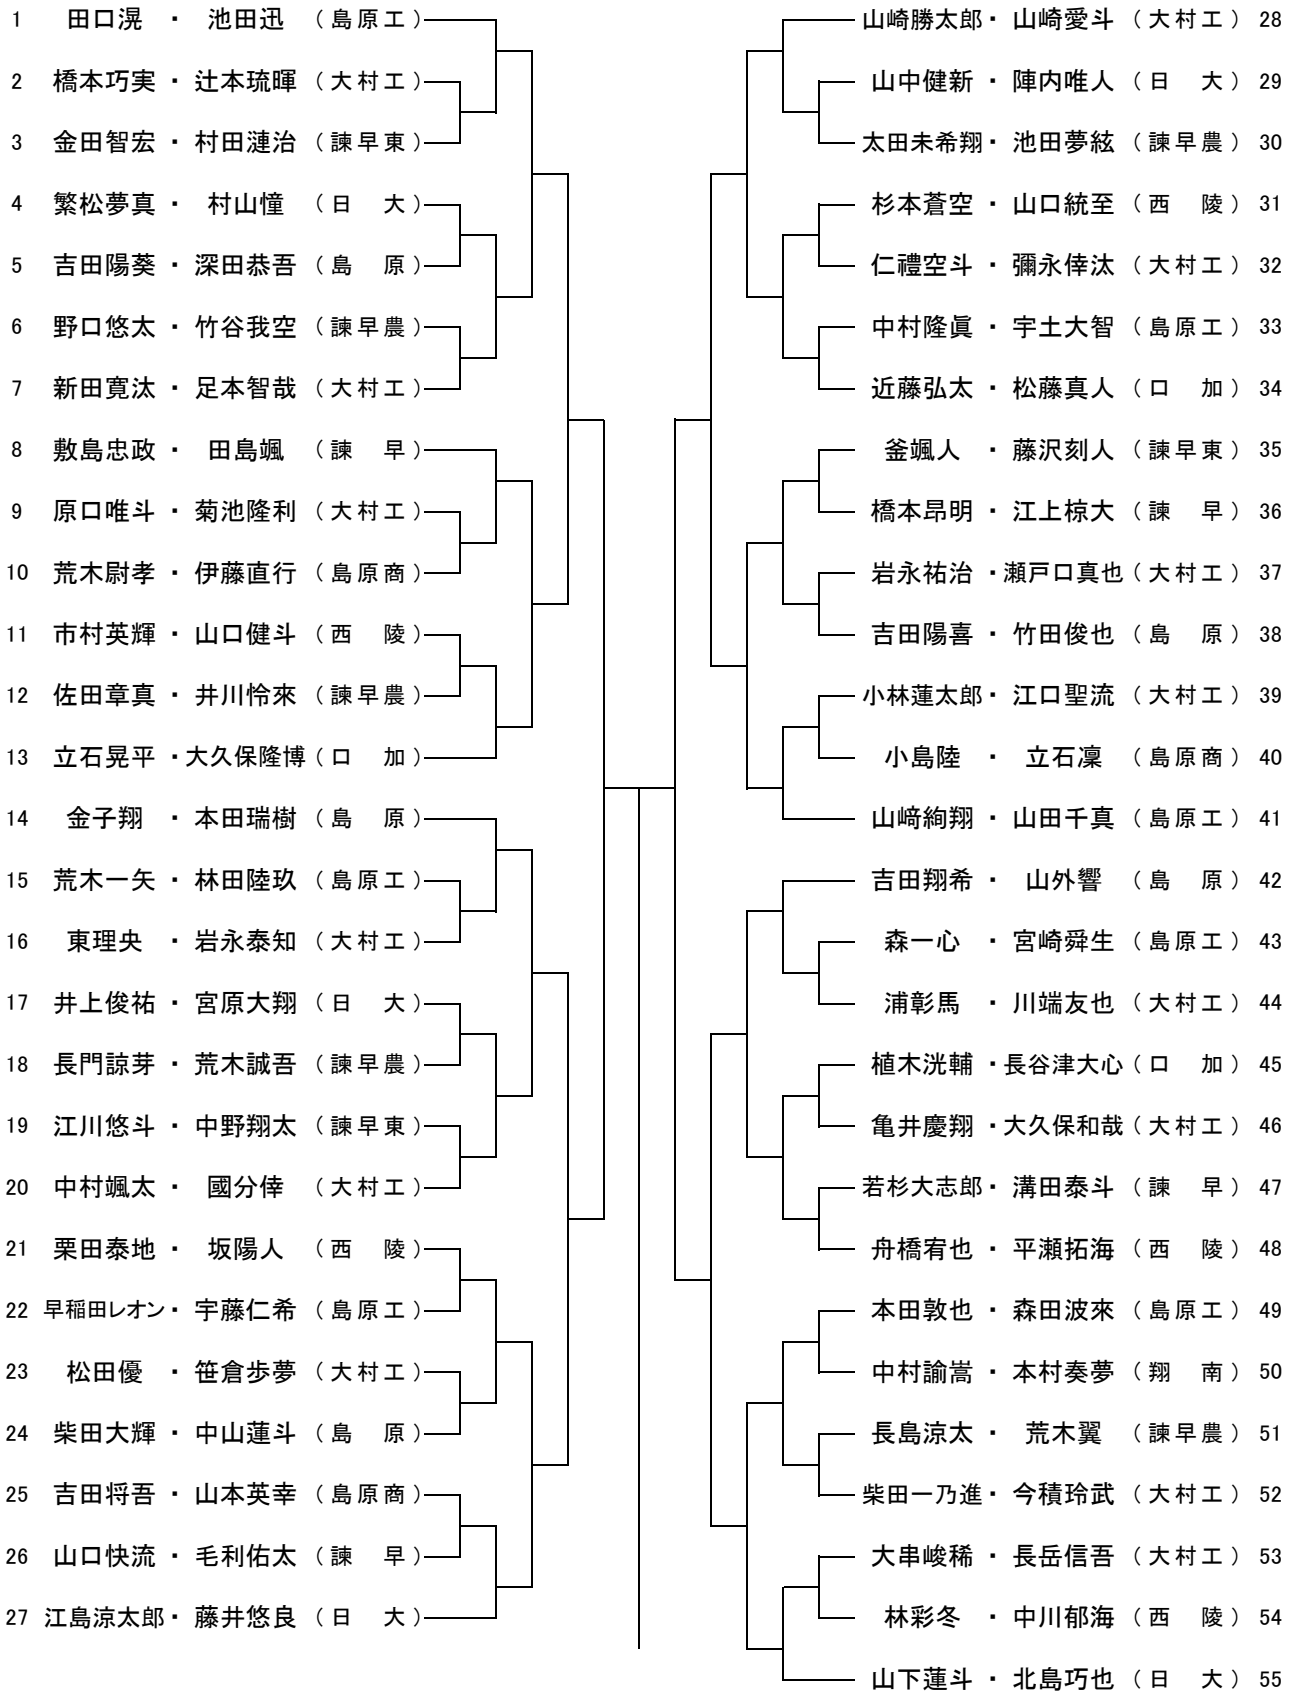 1 田口滉 ・ 池田迅 （島原工）
2 橋本巧実 ・ 辻本琉暉 （大村工）
3 金田智宏 ・ 村田漣治 （諫早東）
4 繁松夢真 ・ 村山憧 （日 大）
5 吉田陽葵 ・ 深田恭吾 （島 原）
6 野口悠太 ・ 竹谷我空 （諫早農）
7 新田寛汰 ・ 足本智哉 （大村工）
8 敷島忠政 ・ 田島颯 （諫 早）
9 原口唯斗 ・ 菊池隆利 （大村工）
10 荒木尉孝 ・ 伊藤直行 （島原商）
11 市村英輝 ・ 山口健斗 （西 陵）
12 佐田章真 ・ 井川怜來 （諫早農）
13 立石晃平 ・大久保隆博（口 加）
14 金子翔 ・ 本田瑞樹 （島 原）
15 荒木一矢 ・ 林田陸玖 （島原工）
16 東理央 ・ 岩永泰知 （大村工）
17 井上俊祐 ・ 宮原大翔 （日 大）
18 長門諒芽 ・ 荒木誠吾 （諫早農）
19 江川悠斗 ・ 中野翔太 （諫早東）
20 中村颯太 ・ 國分倖 （大村工）
21 栗田泰地 ・ 坂陽人 （西 陵）
22 早稲田レオン・ 宇藤仁希 （島原工）
23 松田優 ・ 笹倉歩夢 （大村工）
24 柴田大輝 ・ 中山蓮斗 （島 原）
25 吉田将吾 ・ 山本英幸 （島原商）
26 山口快流 ・ 毛利佑太 （諫 早）
27 江島涼太郎・ 藤井悠良 （日 大）
山崎勝太郎・ 山崎愛斗 （大村工） 28
山中健新 ・ 陣内唯人 （日 大） 29
太田未希翔・ 池田夢絃 （諫早農） 30
杉本蒼空 ・ 山口統至 （西 陵） 31
仁禮空斗 ・ 彌永倖汰 （大村工） 32
中村隆眞 ・ 宇土大智 （島原工） 33
近藤弘太 ・ 松藤真人 （口 加） 34
釜颯人 ・ 藤沢刻人 （諫早東） 35
橋本昂明 ・ 江上椋大 （諫 早） 36
岩永祐治 ・瀬戸口真也（大村工） 37
吉田陽喜 ・ 竹田俊也 （島 原） 38
小林蓮太郎・ 江口聖流 （大村工） 39
小島陸 ・ 立石凜 （島原商） 40
山﨑絢翔 ・ 山田千真 （島原工） 41
吉田翔希 ・ 山外響 （島 原） 42
森一心 ・ 宮崎舜生 （島原工） 43
浦彰馬 ・ 川端友也 （大村工） 44
植木洸輔 ・長谷津大心（口 加） 45
亀井慶翔 ・大久保和哉（大村工） 46
若杉大志郎・ 溝田泰斗 （諫 早） 47
舟橋宥也 ・ 平瀬拓海 （西 陵） 48
本田敦也 ・ 森田波來 （島原工） 49
中村諭嵩 ・ 本村奏夢 （翔 南） 50
長島涼太 ・ 荒木翼 （諫早農） 51
柴田一乃進・ 今積玲武 （大村工） 52
大串峻稀 ・ 長岳信吾 （大村工） 53
林彩冬 ・ 中川郁海 （西 陵） 54
山下蓮斗 ・ 北島巧也 （日 大） 55